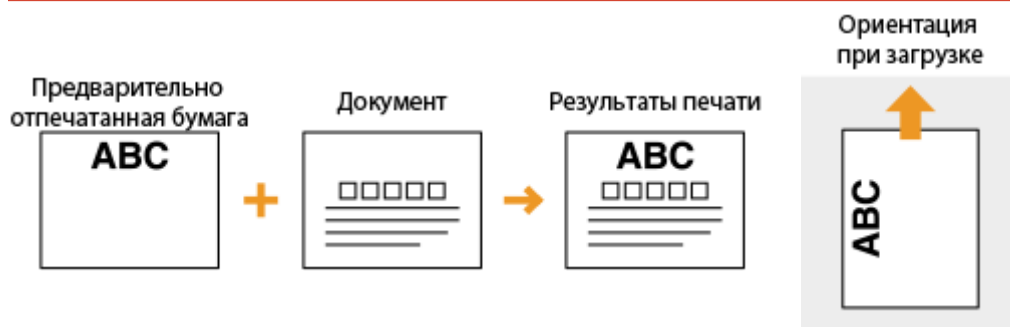 Предварительно
отпечатанная бумага
ABC
Документ
Результаты печати
ABC
Ориентация
при загрузке
ABC